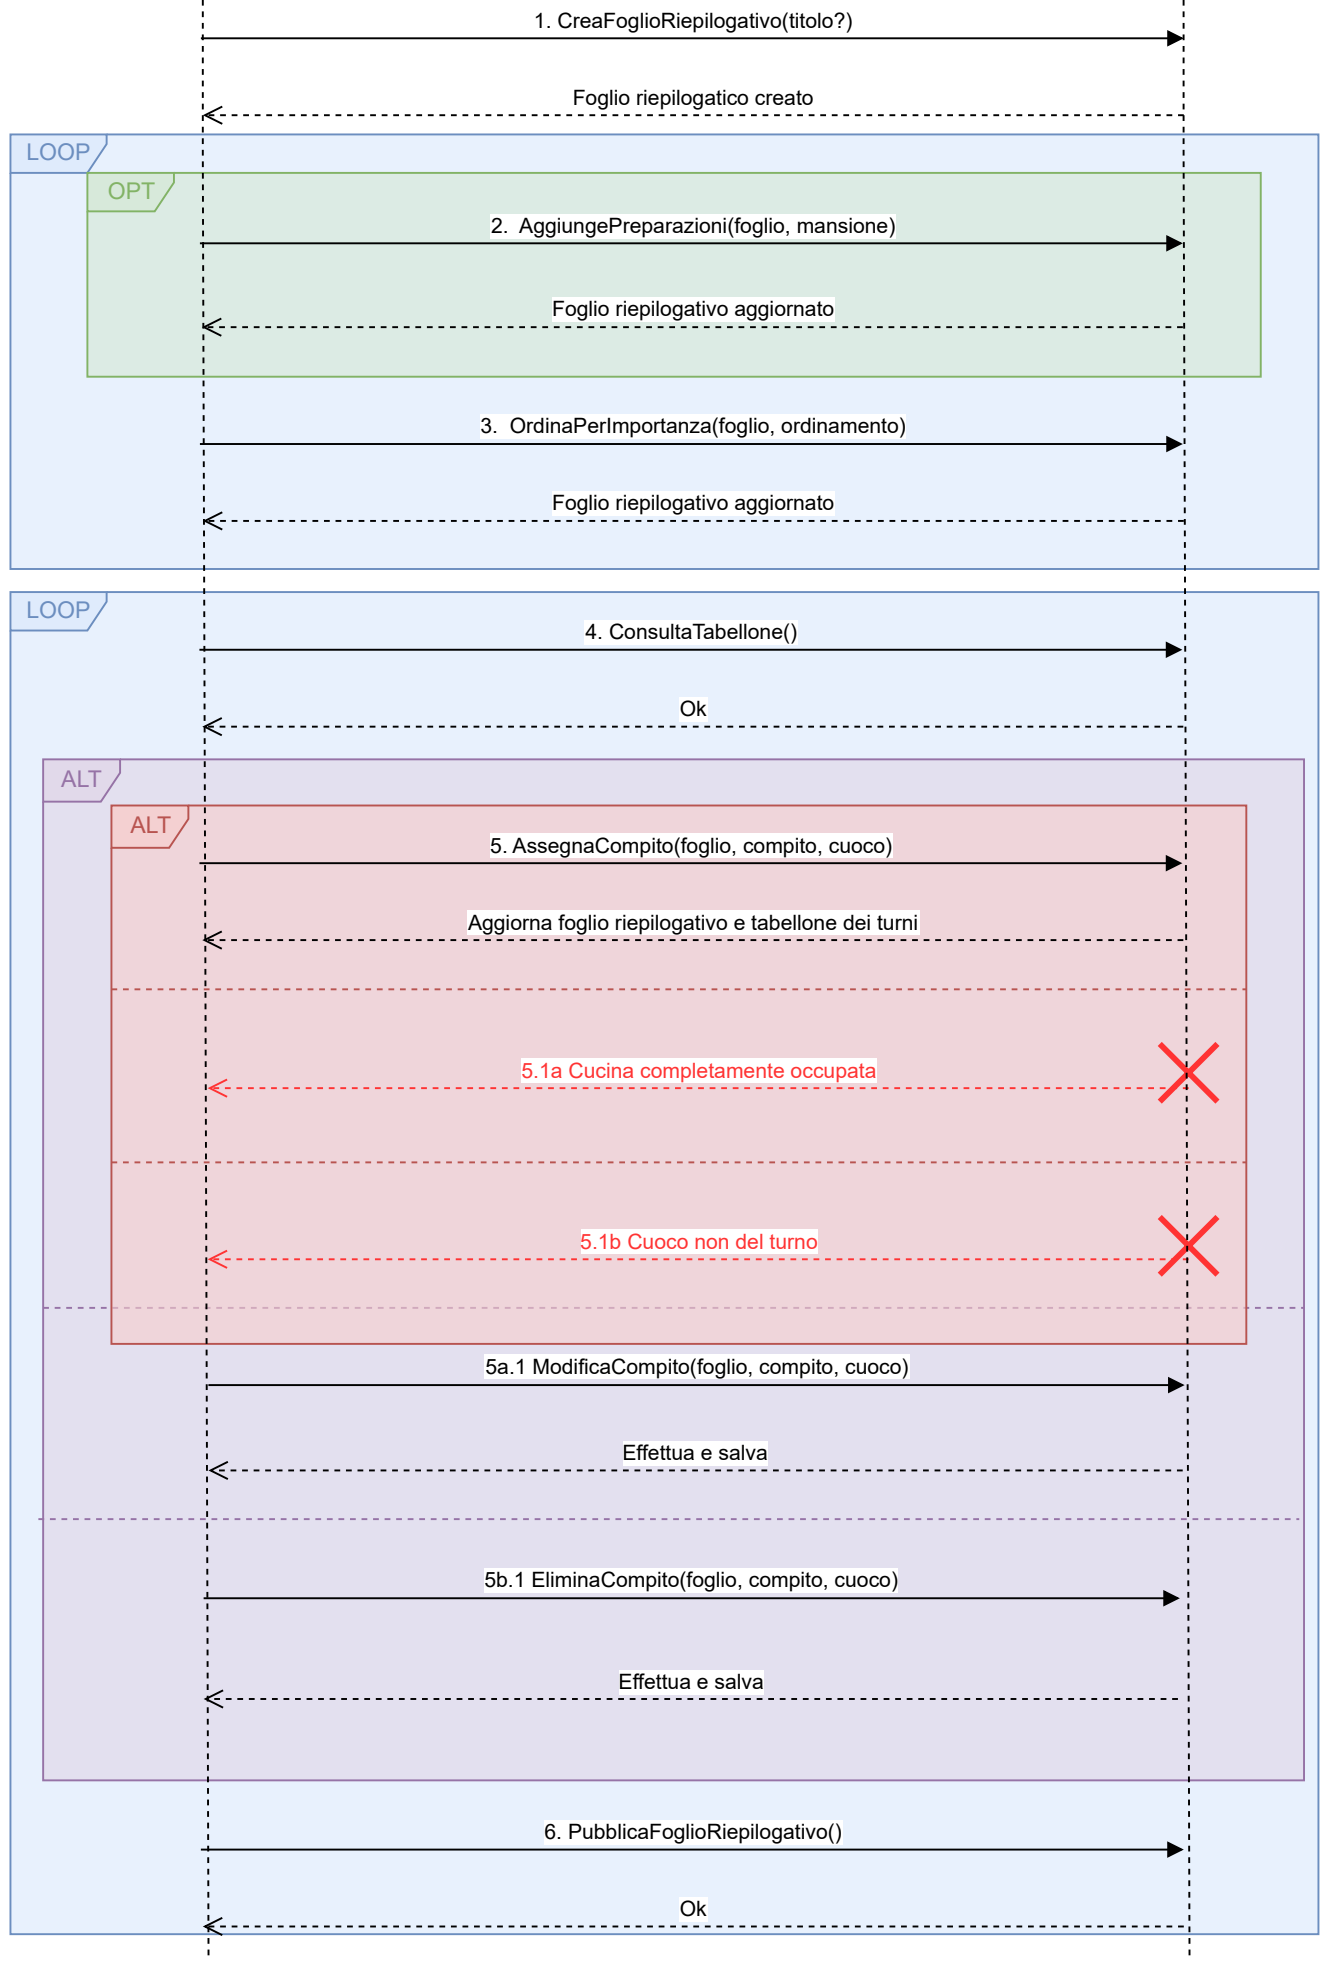 1. CreaFoglioRiepilogativo(titolo?)
Foglio riepilogatico creato
LOOP
OPT
2.  AggiungePreparazioni(foglio, mansione)
Foglio riepilogativo aggiornato
3.  OrdinaPerImportanza(foglio, ordinamento)
Foglio riepilogativo aggiornato
LOOP
4. ConsultaTabellone()
Ok
ALT
ALT
5. AssegnaCompito(foglio, compito, cuoco)
Aggiorna foglio riepilogativo e tabellone dei turni
5.1a Cucina completamente occupata
5.1b Cuoco non del turno
5a.1 ModificaCompito(foglio, compito, cuoco)
Effettua e salva
5b.1 EliminaCompito(foglio, compito, cuoco)
Effettua e salva
6. PubblicaFoglioRiepilogativo()
Ok